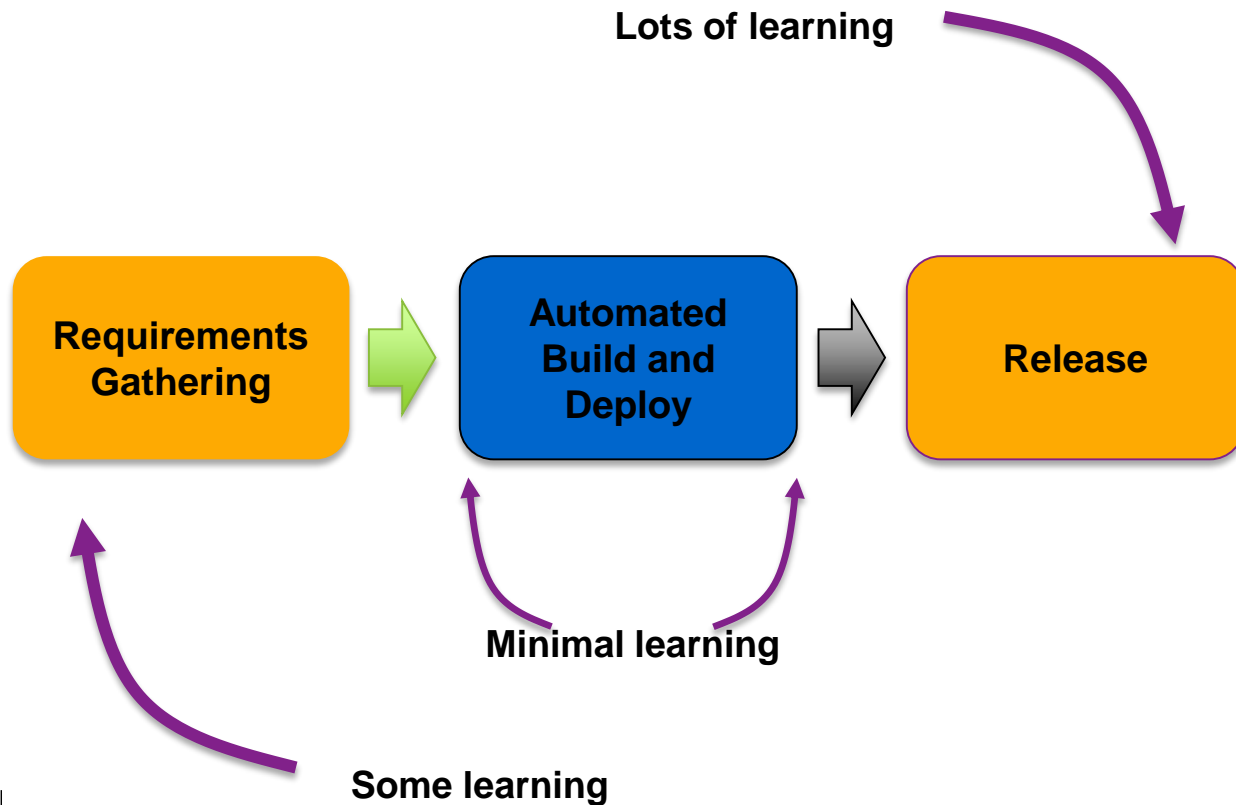 Lots of learning
Requirements
Gathering
Automated
Build and
Deploy
Release
Minimal learning
Some learning